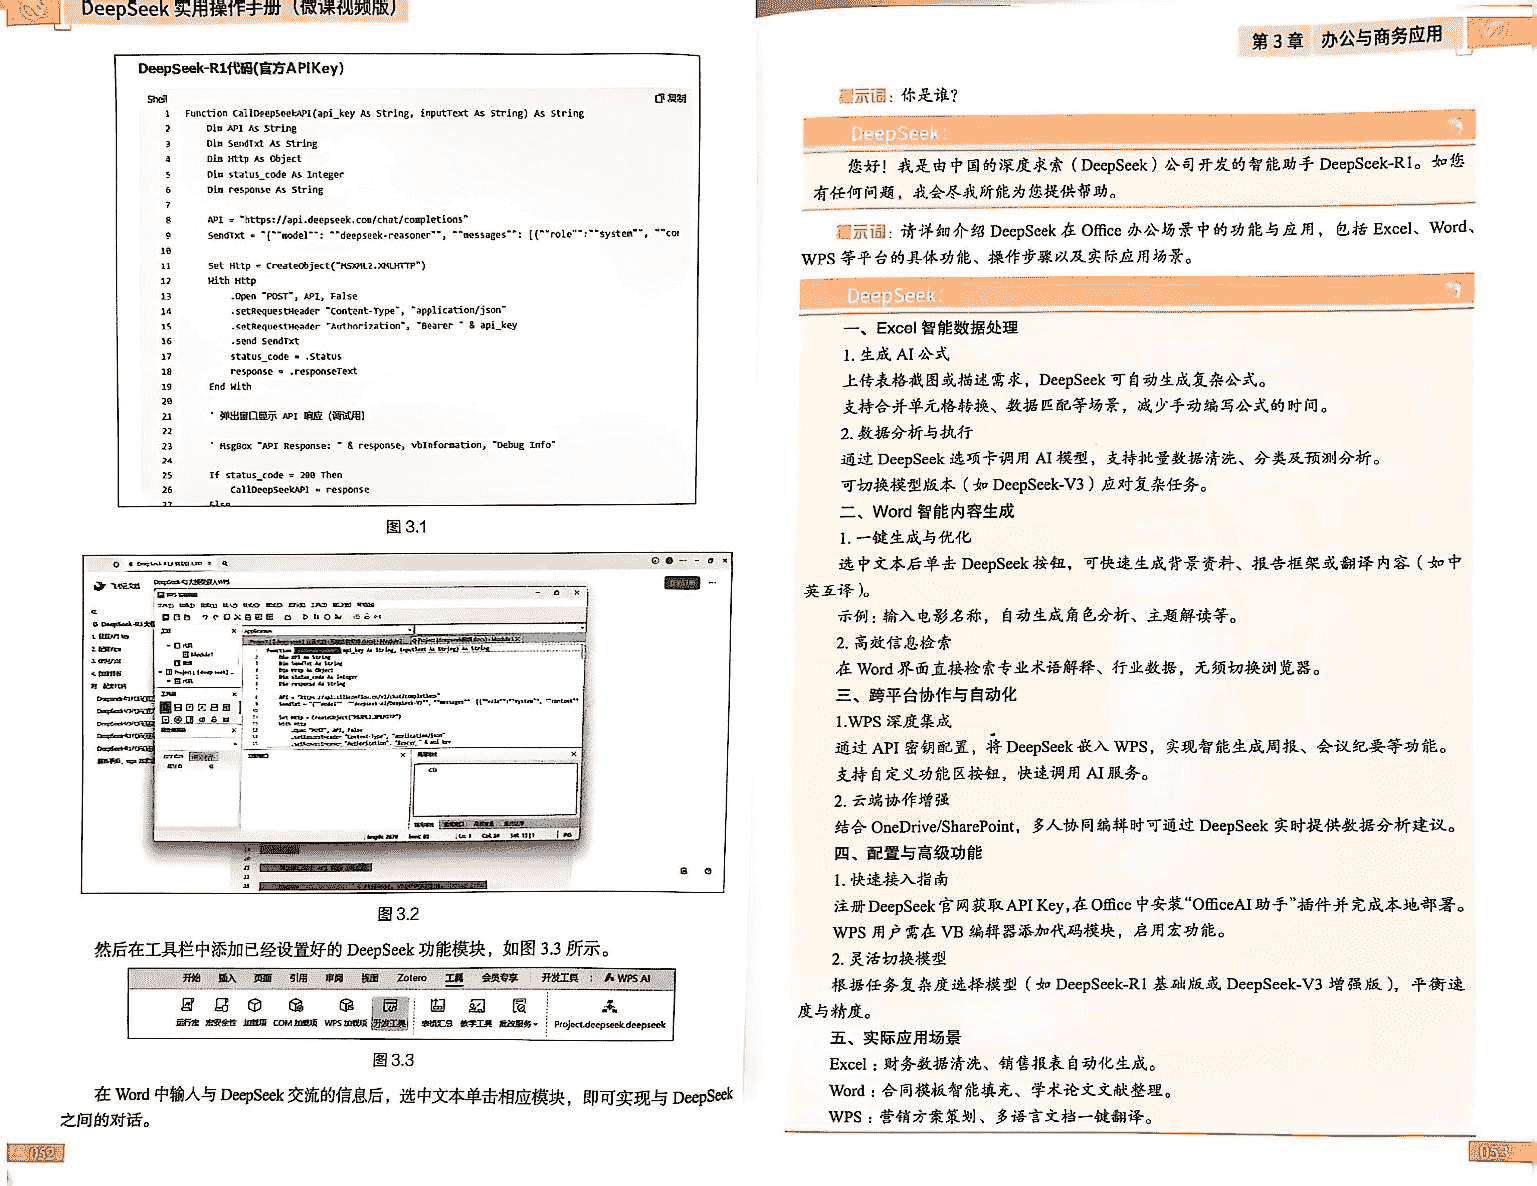 DeepSeek 实用操作手册（微课视频版）
DeepSeek-R1代码(官方APIKey)
Shell
复制
1 Function CallDeepSeekAPI(api_key As String, inputText As String) As String
2 Dim API As String
3 Dim SendTxt As String
4 Dim Http As Object
5 Dim status_code As Integer
6 Dim response As String
7
8 API = "https://api.deepseek.com/chat/completions"
9 SendTxt = "{""model"": ""deepseek-reasoner"", ""messages"": [{""role"":""system"", ""cor
10
11 Set Http = CreateObject("MSXML2.XMLHTTP")
12 With Http
13 .Open "POST", API, False
14 .setRequestHeader "Content-Type", "application/json"
15 .setRequestHeader "Authorization", "Bearer " & api_key
16 .send SendTxt
17 status_code = .Status
18 response = .responseText
19 End With
20
21 ' 弹出窗口显示 API 响应（调试用）
22
23 ' MsgBox "API Response: " & response, vbInformation, "Debug Info"
24
25 If status_code = 200 Then
26 CallDeepSeekAPI = response
27 Else
图 3.1
图 3.2
然后在工具栏中添加已经设置好的 DeepSeek 功能模块，如图 3.3 所示。
开始 插入 页面 引用 审阅 视图 Zotero 工具 会员专享 开发工具 WPS AI
运行宏 宏安全性 加载项 COM 加载项 WPS 加载项 开发工具 教学工具 批改服务 Project.deepseek.deepseek
图 3.3
在 Word 中输入与 DeepSeek 交流的信息后，选中文本单击相应模块，即可实现与 DeepSeek
之间的对话。
052
第 3 章 办公与商务应用
提示词：你是谁？
DeepSeek：
您好！我是由中国的深度求索（DeepSeek）公司开发的智能助手 DeepSeek-R1。如您
有任何问题，我会尽我所能为您提供帮助。
提示词：请详细介绍 DeepSeek 在 Office 办公场景中的功能与应用，包括 Excel、Word、
WPS 等平台的具体功能、操作步骤以及实际应用场景。
DeepSeek：
一、Excel 智能数据处理
1. 生成 AI 公式
上传表格截图或描述需求，DeepSeek 可自动生成复杂公式。
支持合并单元格转换、数据匹配等场景，减少手动编写公式的时间。
2. 数据分析与执行
通过 DeepSeek 选项卡调用 AI 模型，支持批量数据清洗、分类及预测分析。
可切换模型版本（如 DeepSeek-V3）应对复杂任务。
二、Word 智能内容生成
1. 一键生成与优化
选中文本后单击 DeepSeek 按钮，可快速生成背景资料、报告框架或翻译内容（如中
英互译）。
示例：输入电影名称，自动生成角色分析、主题解读等。
2. 高效信息检索
在 Word 界面直接检索专业术语解释、行业数据，无须切换浏览器。
三、跨平台协作与自动化
1.WPS 深度集成
通过 API 密钥配置，将 DeepSeek 嵌入 WPS，实现智能生成周报、会议纪要等功能。
支持自定义功能区按钮，快速调用 AI 服务。
2. 云端协作增强
结合 OneDrive/SharePoint，多人协同编辑时可通过 DeepSeek 实时提供数据分析建议。
四、配置与高级功能
1. 快速接入指南
注册 DeepSeek 官网获取 API Key，在 Office 中安装“OfficeAI 助手”插件并完成本地部署。
WPS 用户需在 VB 编辑器添加代码模块，启用宏功能。
2. 灵活切换模型
根据任务复杂度选择模型（如 DeepSeek-R1 基础版或 DeepSeek-V3 增强版），平衡速
度与精度。
五、实际应用场景
Excel：财务数据清洗、销售报表自动化生成。
Word：合同模板智能填充、学术论文文献整理。
WPS：营销方案策划、多语言文档一键翻译。
053